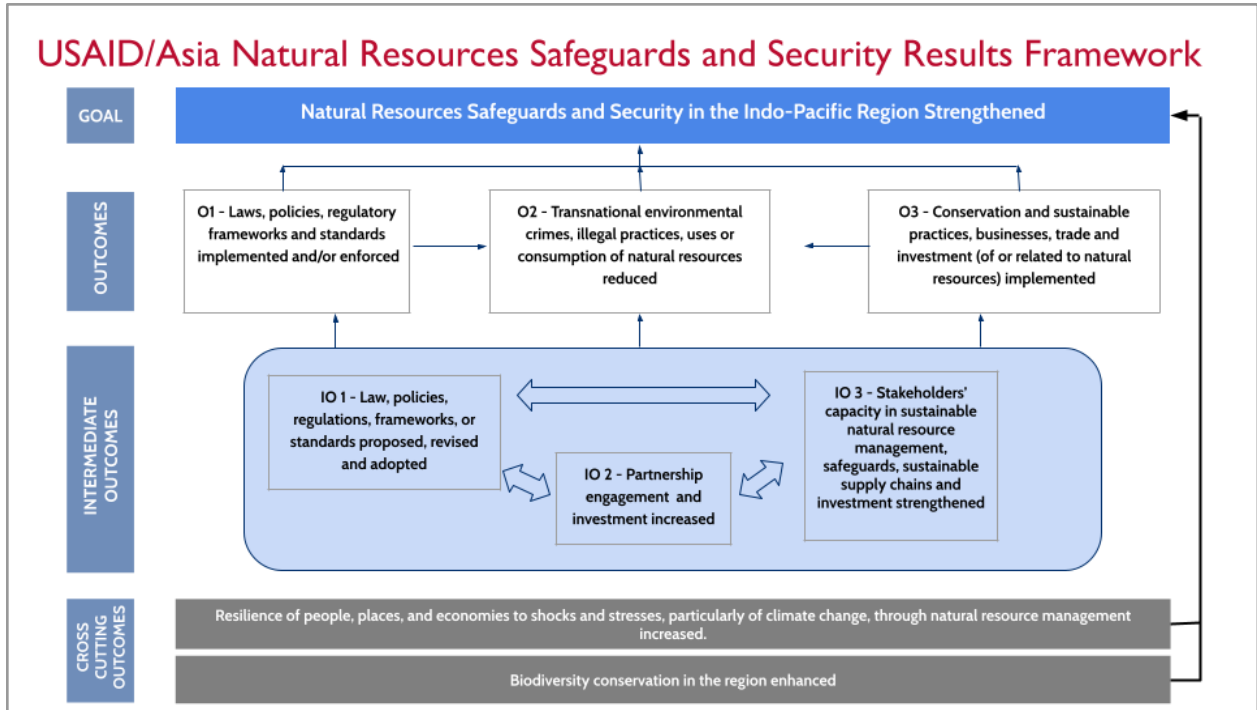 USAID/Asia Natural Resources Safeguards and Security Results Framework
GOAL
Natural Resources Safeguards and Security in the Indo-Pacific Region Strengthened
OUTCOMES
O1 - Laws, policies, regulatory
frameworks and standards
implemented and/or enforced
O2 - Transnational environmental
crimes, illegal practices, uses or
consumption of natural resources
reduced
O3 - Conservation and sustainable
practices, businesses, trade and
investment (of or related to natural
resources) implemented
INTERMEDIATE
OUTCOMES
IO 1 - Law, policies,
regulations, frameworks, or
standards proposed, revised
and adopted
IO 2 - Partnership
engagement and
investment increased
IO 3 - Stakeholders'
capacity in sustainable
natural resource
management,
safeguards, sustainable
supply chains and
investment strengthened
CROSS
CUTTING
OUTCOMES
Resilience of people, places, and economies to shocks and stresses, particularly of climate change, through natural resource management
increased.
Biodiversity conservation in the region enhanced